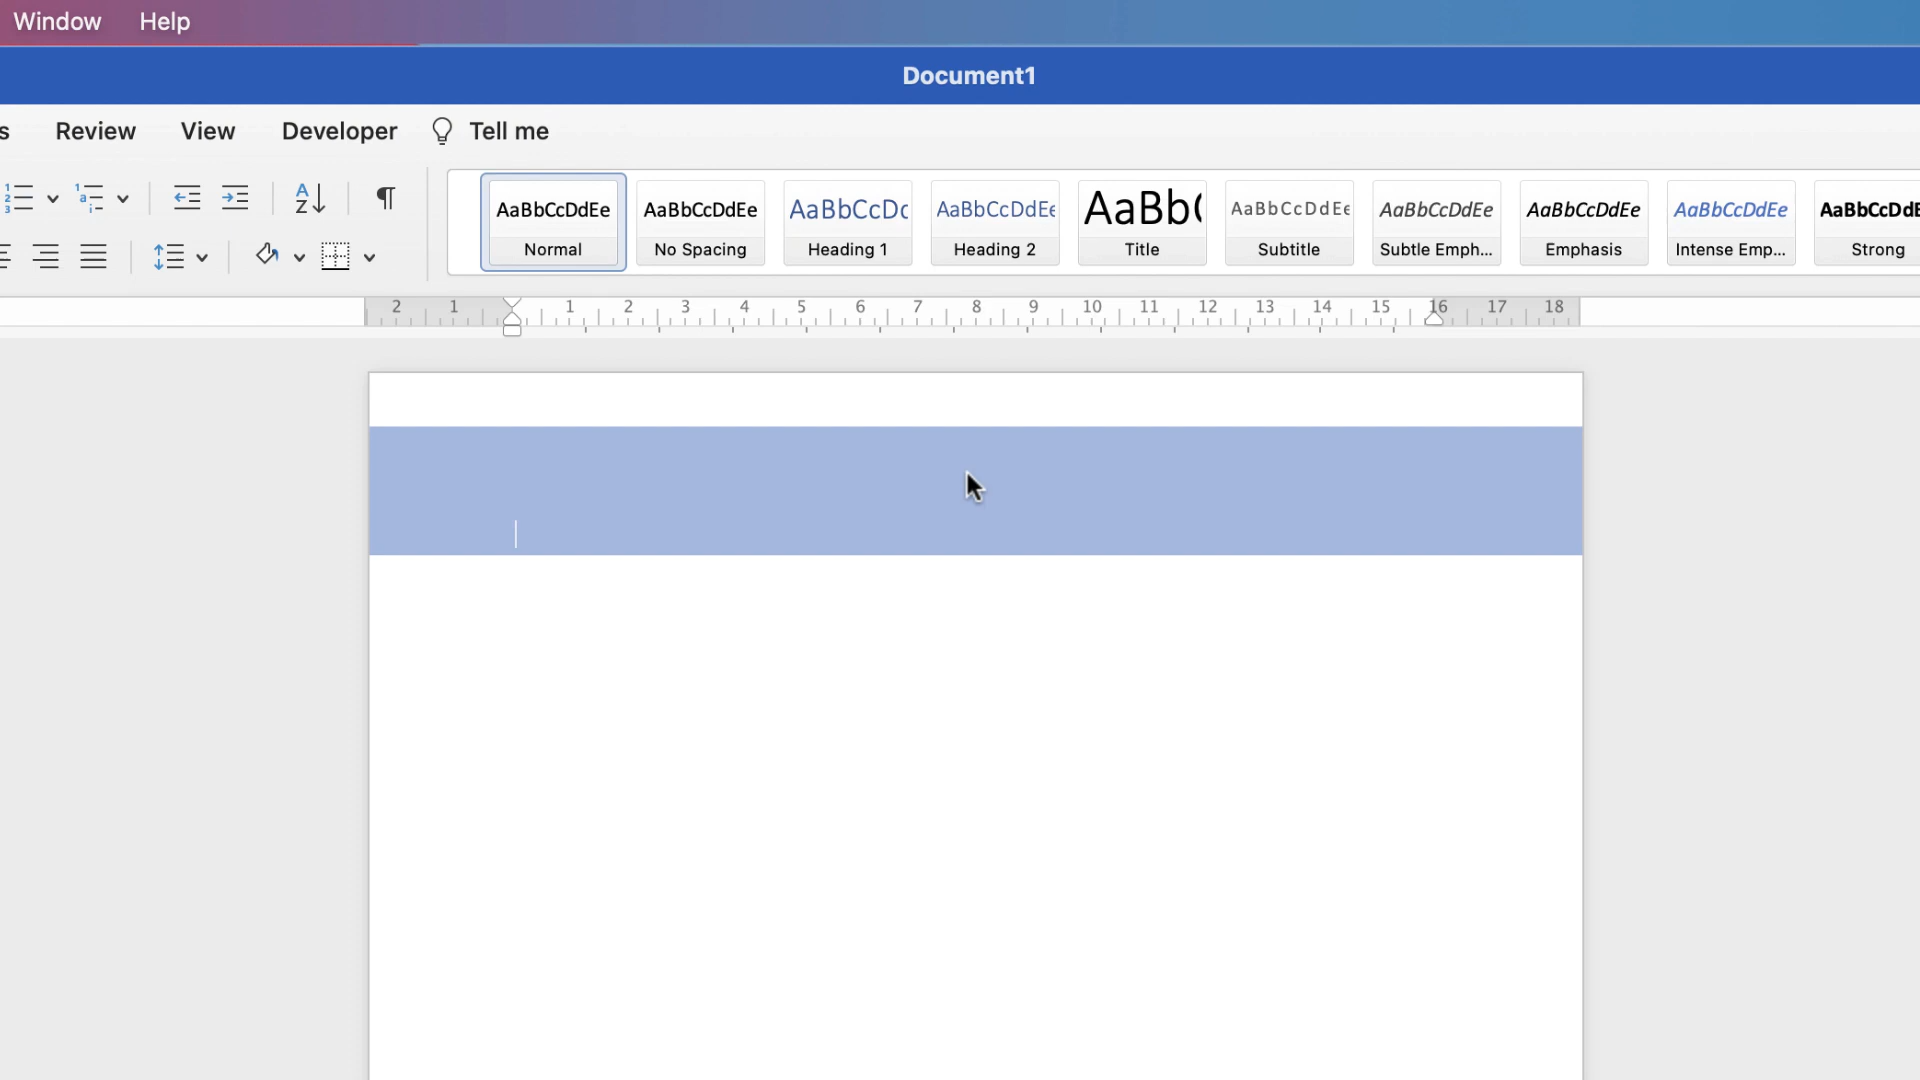 Window Help
Document1
s Review View Developer Tell me
AaBbCcDdEe AaBbCcDdEe AaBbCcDc AaBbCcDdEe AaBb( AaBbCcDdEe AaBbCcDdEe AaBbCcDdEe AaBbCcDdEe AaBbCcDdE
Normal No Spacing Heading 1 Heading 2 Title Subtitle Subtle Emph... Emphasis Intense Emp... Strong
2 1 1 2 3 4 5 6 7 8 9 10 11 12 13 14 15 16 17 18